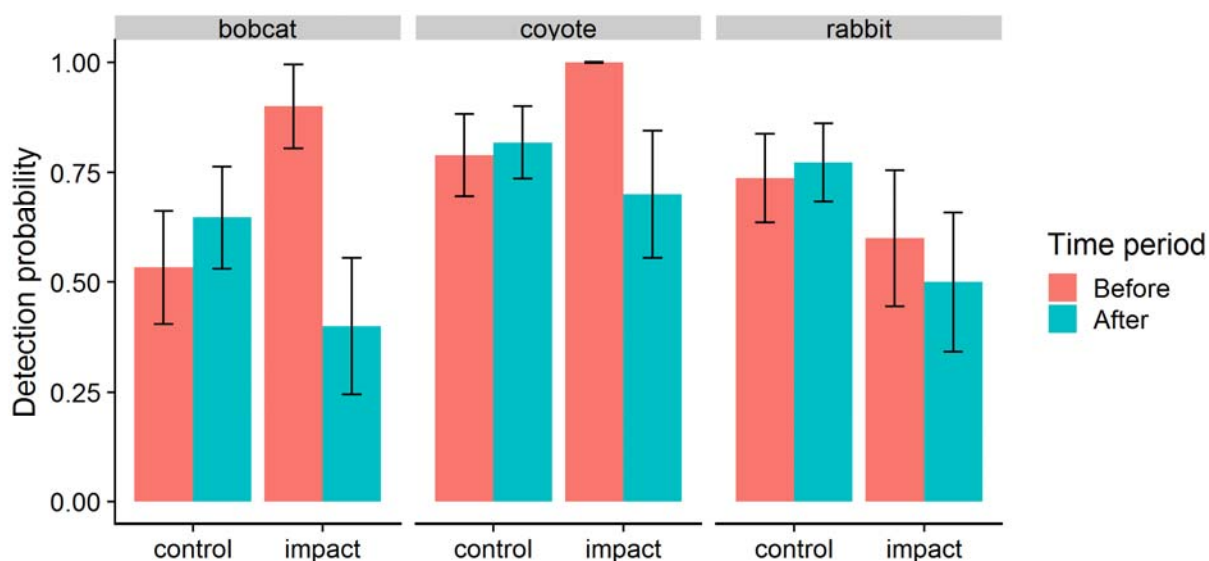 bobcat coyote rabbit
Detection probability
1.00
0.75
0.50
0.25
0.00
control impact control impact control impact
Time period
Before
After